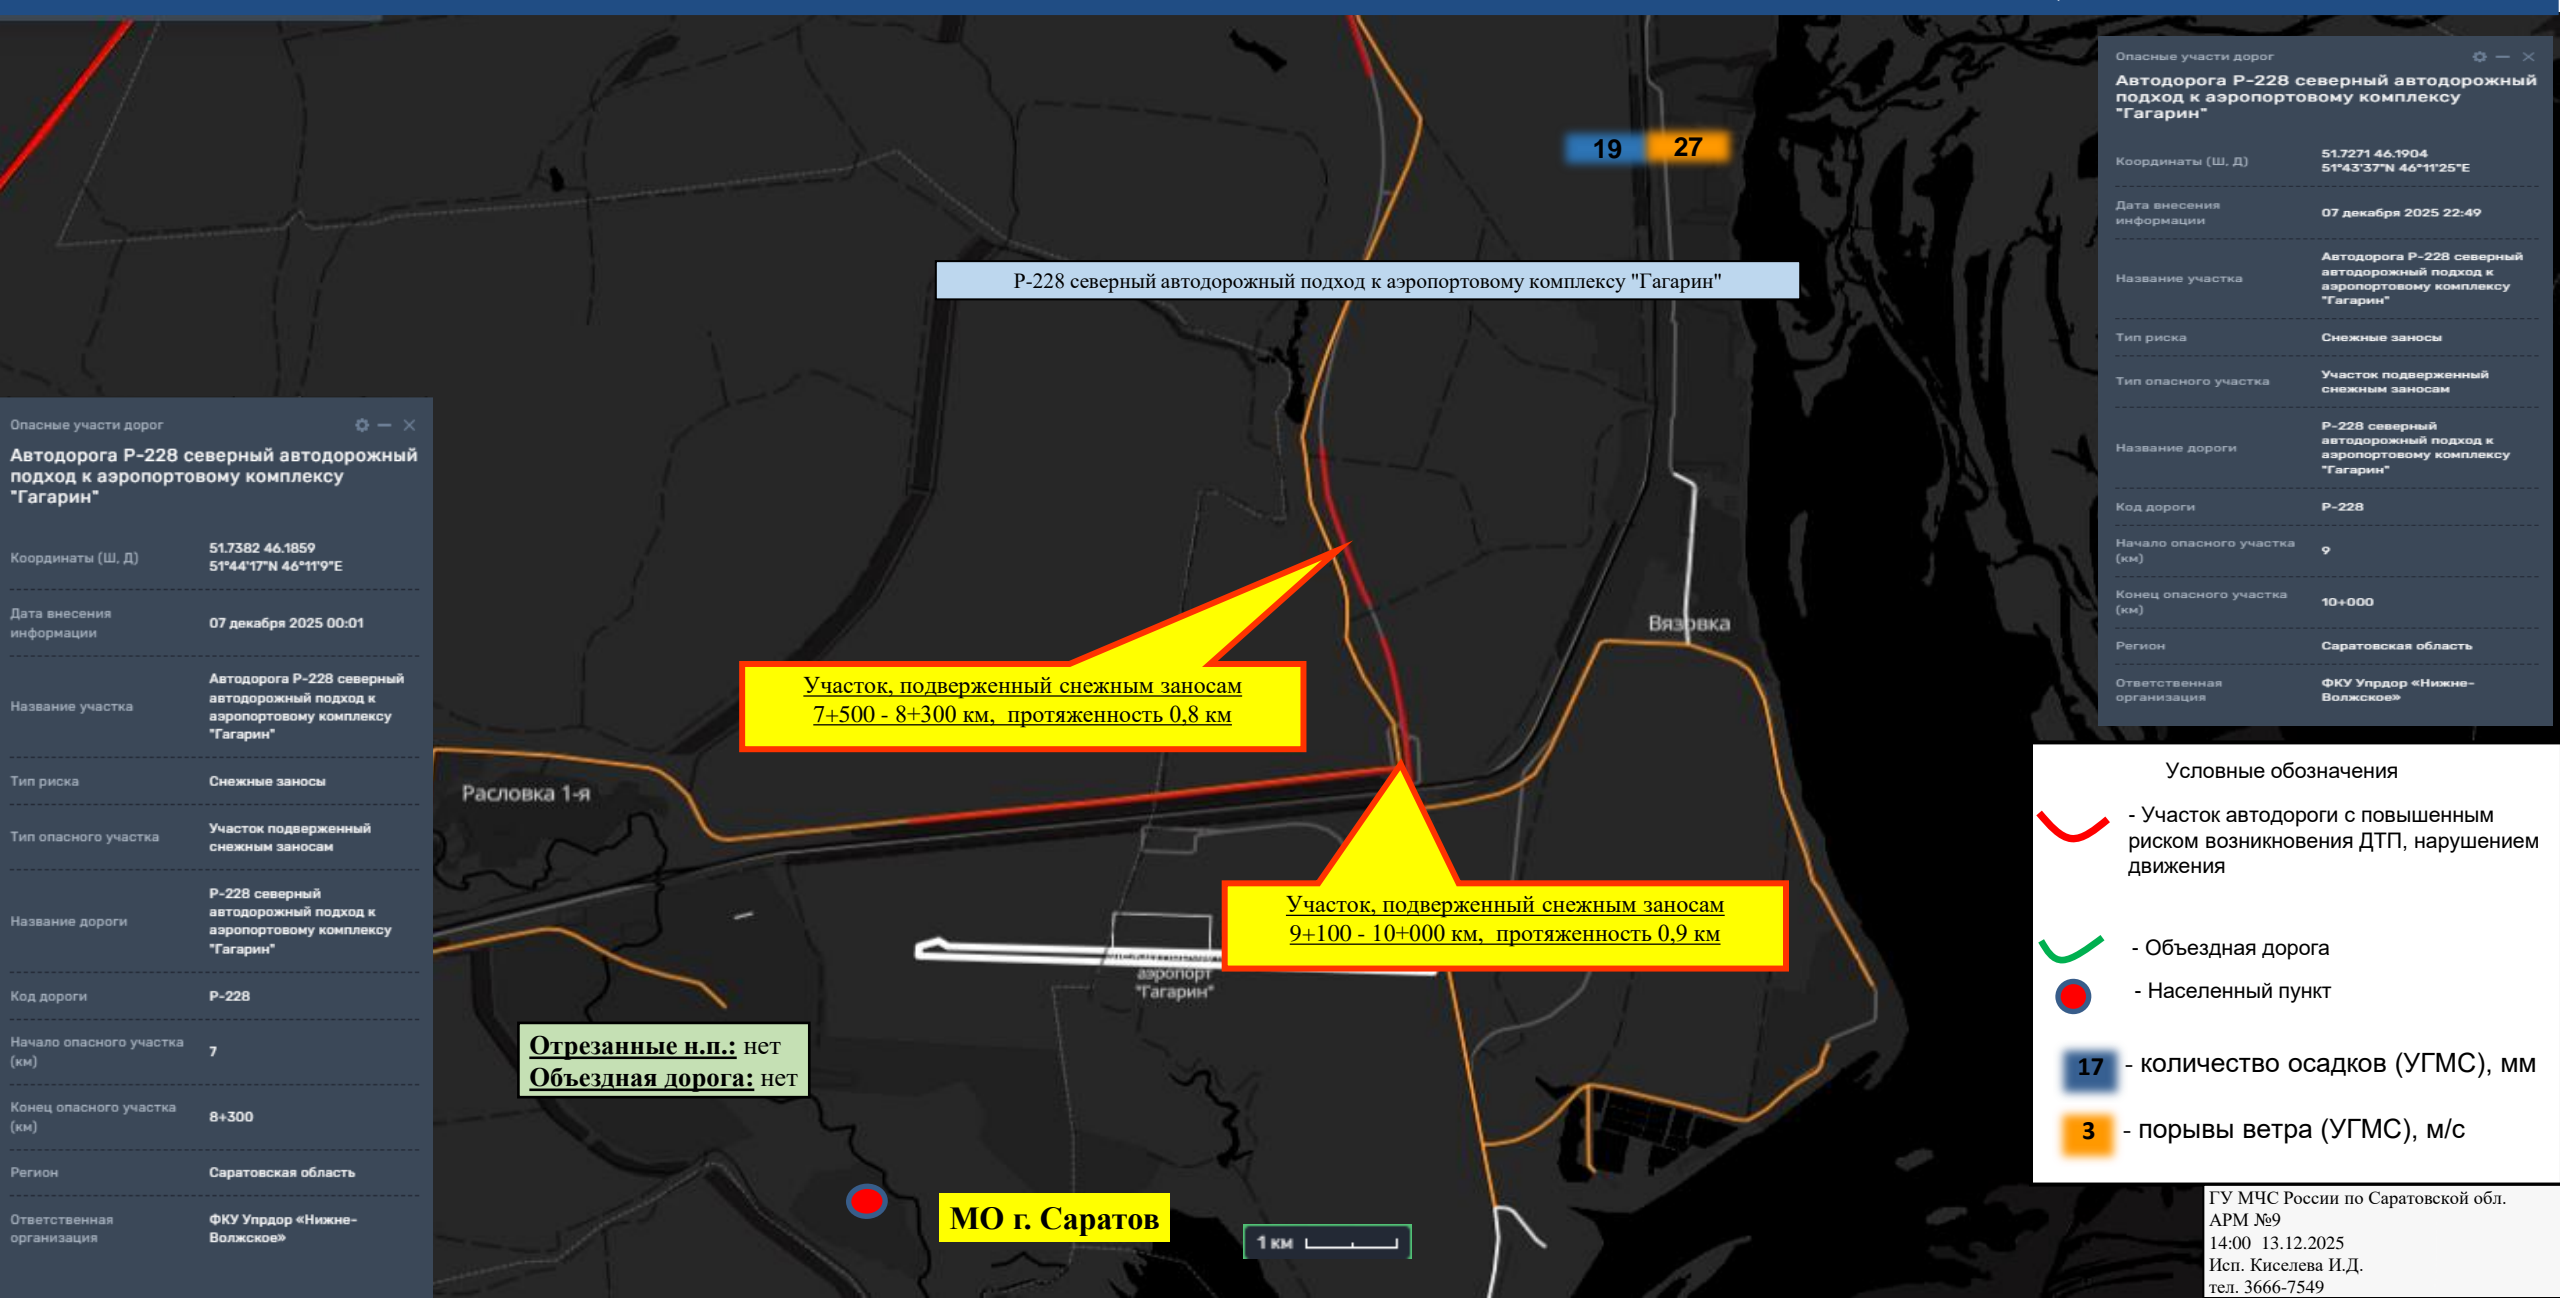 Опасные участи дорог
Автодорога Р-228 северный автодорожный
подход к аэропортовому комплексу
"Гагарин"
Координаты (Ш, Д)
51.7382 46.1859
51°44'17"N 46°11'9"E
Дата внесения
информации
07 декабря 2025 00:01
Название участка
Автодорога Р-228 северный
автодорожный подход к
аэропортовому комплексу
"Гагарин"
Тип риска
Снежные заносы
Тип опасного участка
Участок подверженный
снежным заносам
Название дороги
Р-228 северный
автодорожный подход к
аэропортовому комплексу
"Гагарин"
Код дороги
Р-228
Начало опасного участка
(км)
7
Конец опасного участка
(км)
8+300
Регион
Саратовская область
Ответственная
организация
ФКУ Упрдор «Нижне-
Волжское»
19 27
Р-228 северный автодорожный подход к аэропортовому комплексу "Гагарин"
Вязовка
Участок, подверженный снежным заносам
7+500 - 8+300 км, протяженность 0,8 км
Расловка 1-я
Участок, подверженный снежным заносам
9+100 - 10+000 км, протяженность 0,9 км
аэропорт
"Гагарин"
Отрезанные н.п.: нет
Объездная дорога: нет
МО г. Саратов
1 км
Опасные участи дорог
Автодорога Р-228 северный автодорожный
подход к аэропортовому комплексу
"Гагарин"
Координаты (Ш, Д)
51.7271 46.1904
51°43'37"N 46°11'25"E
Дата внесения
информации
07 декабря 2025 22:49
Название участка
Автодорога Р-228 северный
автодорожный подход к
аэропортовому комплексу
"Гагарин"
Тип риска
Снежные заносы
Тип опасного участка
Участок подверженный
снежным заносам
Название дороги
Р-228 северный
автодорожный подход к
аэропортовому комплексу
"Гагарин"
Код дороги
Р-228
Начало опасного участка
(км)
9
Конец опасного участка
(км)
10+000
Регион
Саратовская область
Ответственная
организация
ФКУ Упрдор «Нижне-
Волжское»
Условные обозначения
- Участок автодороги с повышенным
риском возникновения ДТП, нарушением
движения
- Объездная дорога
- Населенный пункт
17 - количество осадков (УГМС), мм
3 - порывы ветра (УГМС), м/с
ГУ МЧС России по Саратовской обл.
АРМ №9
14:00 13.12.2025
Исп. Киселева И.Д.
тел. 3666-7549